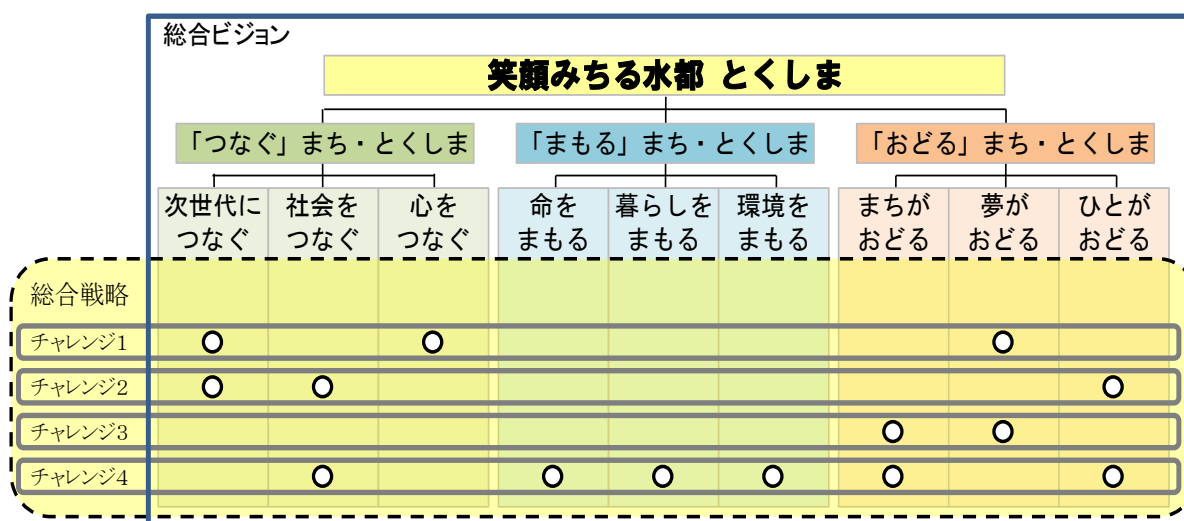 総合ビジョン
笑顔みちる水都 とくしま
「つなぐ」まち・とくしま 「まもる」まち・とくしま 「おどる」まち・とくしま
次世代に 社会を 心を 命を 暮らしを 環境を まちが 夢が ひとが
つなぐ つなぐ つなぐ まもる まもる まもる おどる おどる おどる
総合戦略
チャレンジ1 ○ ○ ○
チャレンジ2 ○ ○ ○
チャレンジ3 ○ ○
チャレンジ4 ○ ○ ○ ○ ○ ○